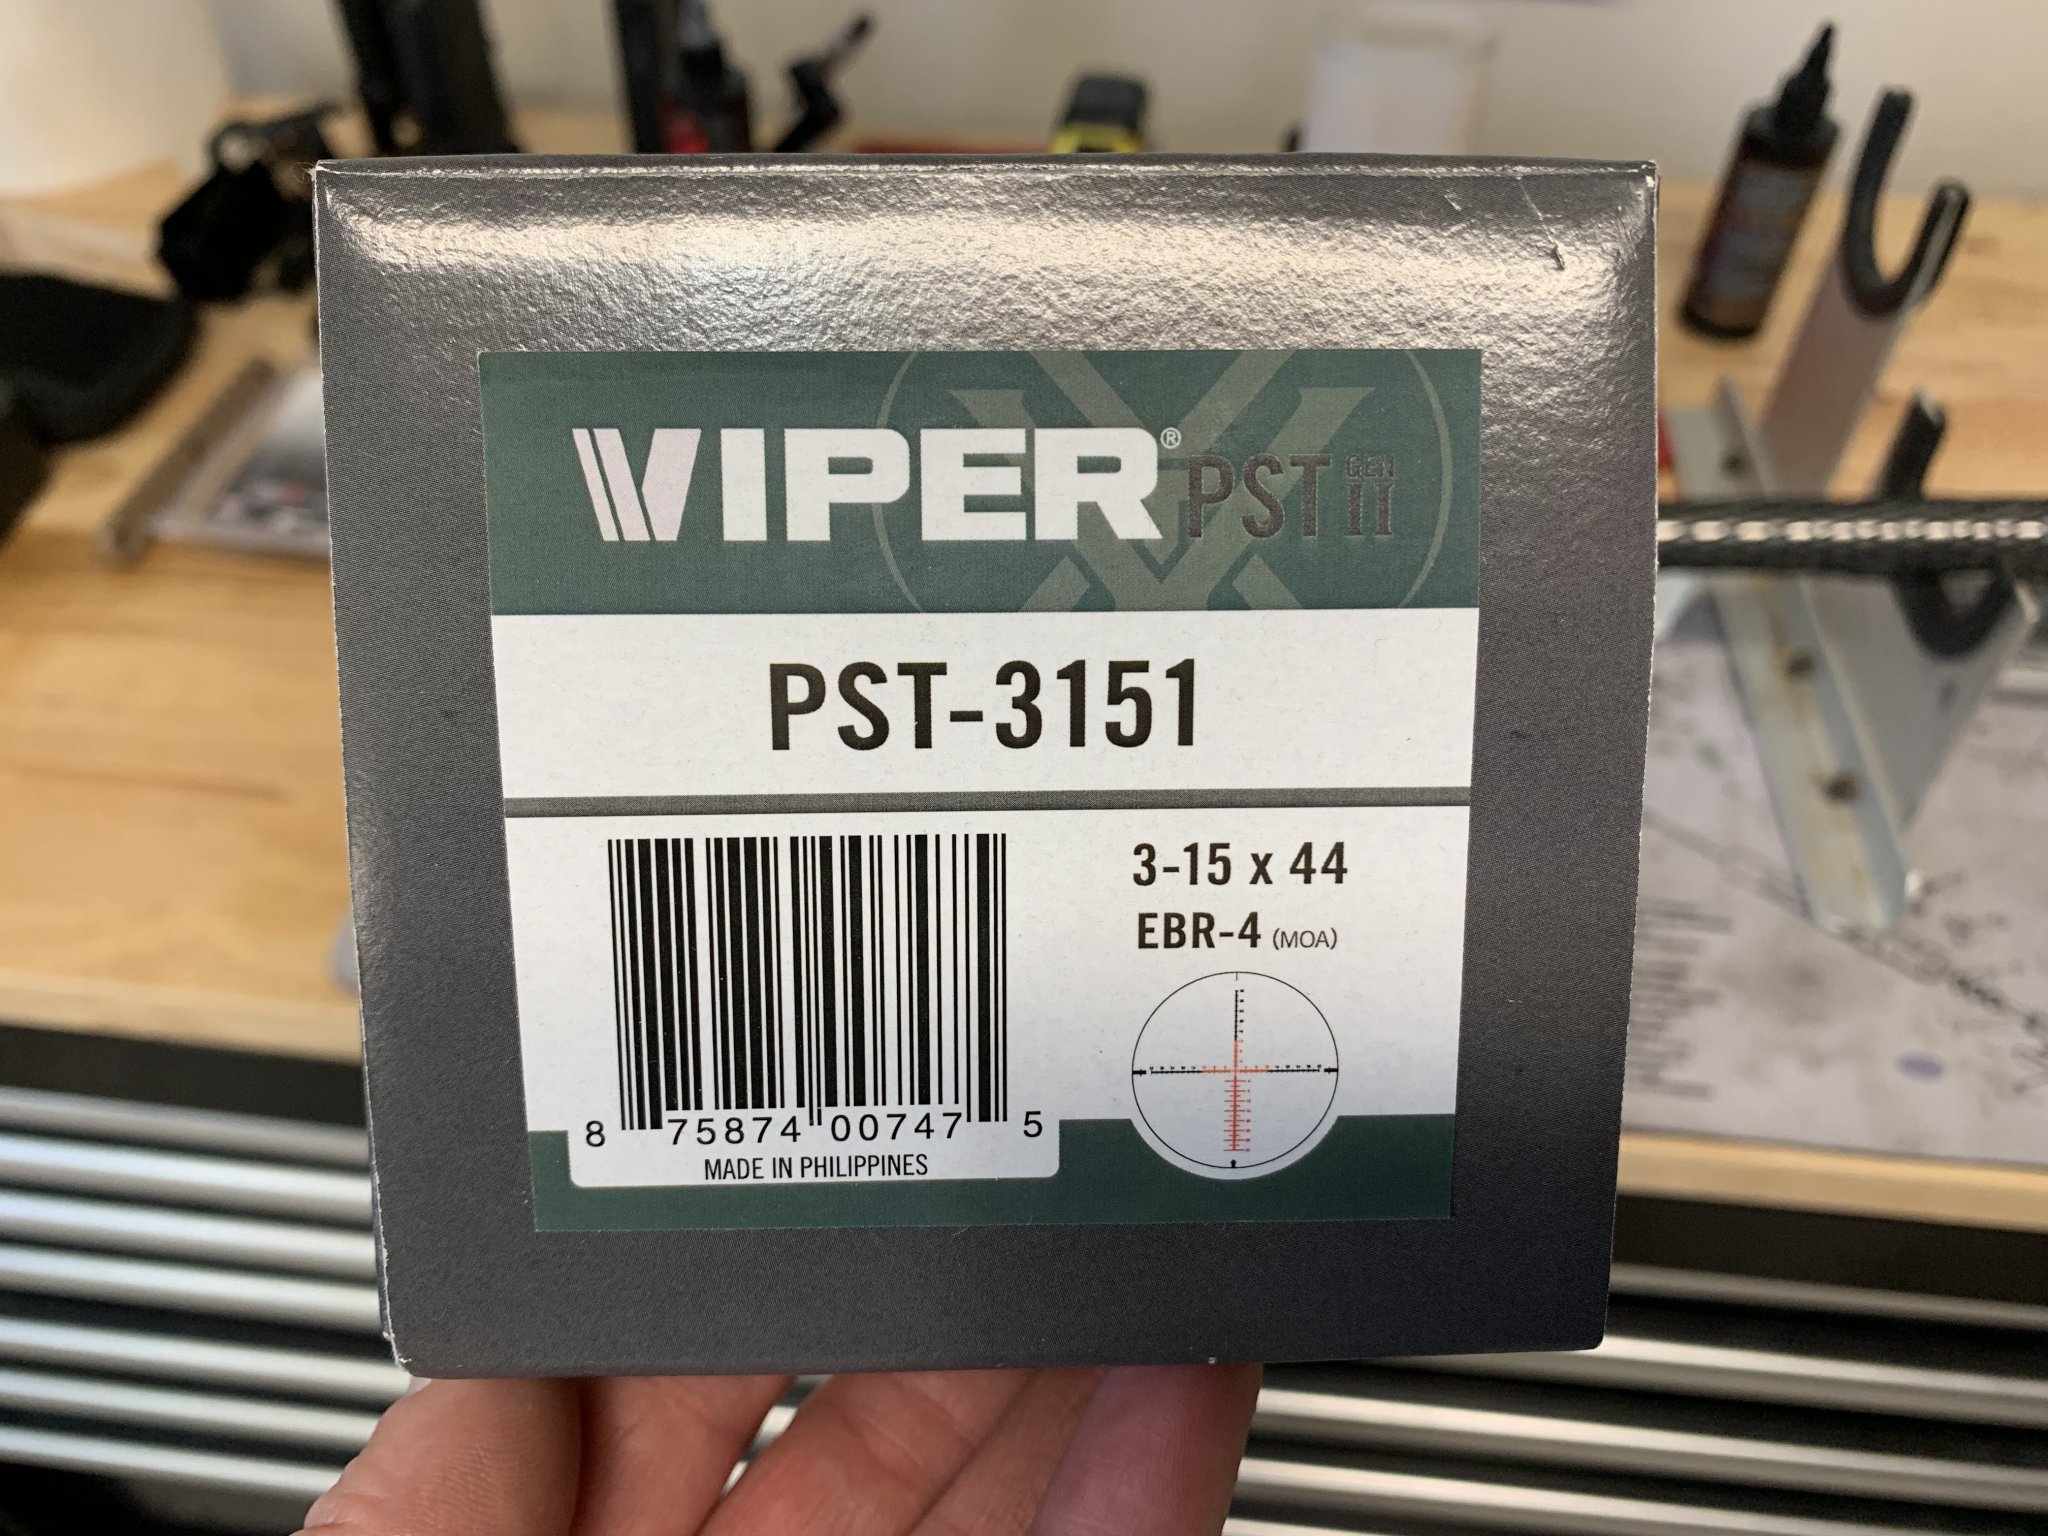 VIPER® PST GEN II
PST-3151
3-15 x 44
EBR-4 (MOA)
8 75874 00747 5
MADE IN PHILIPPINES